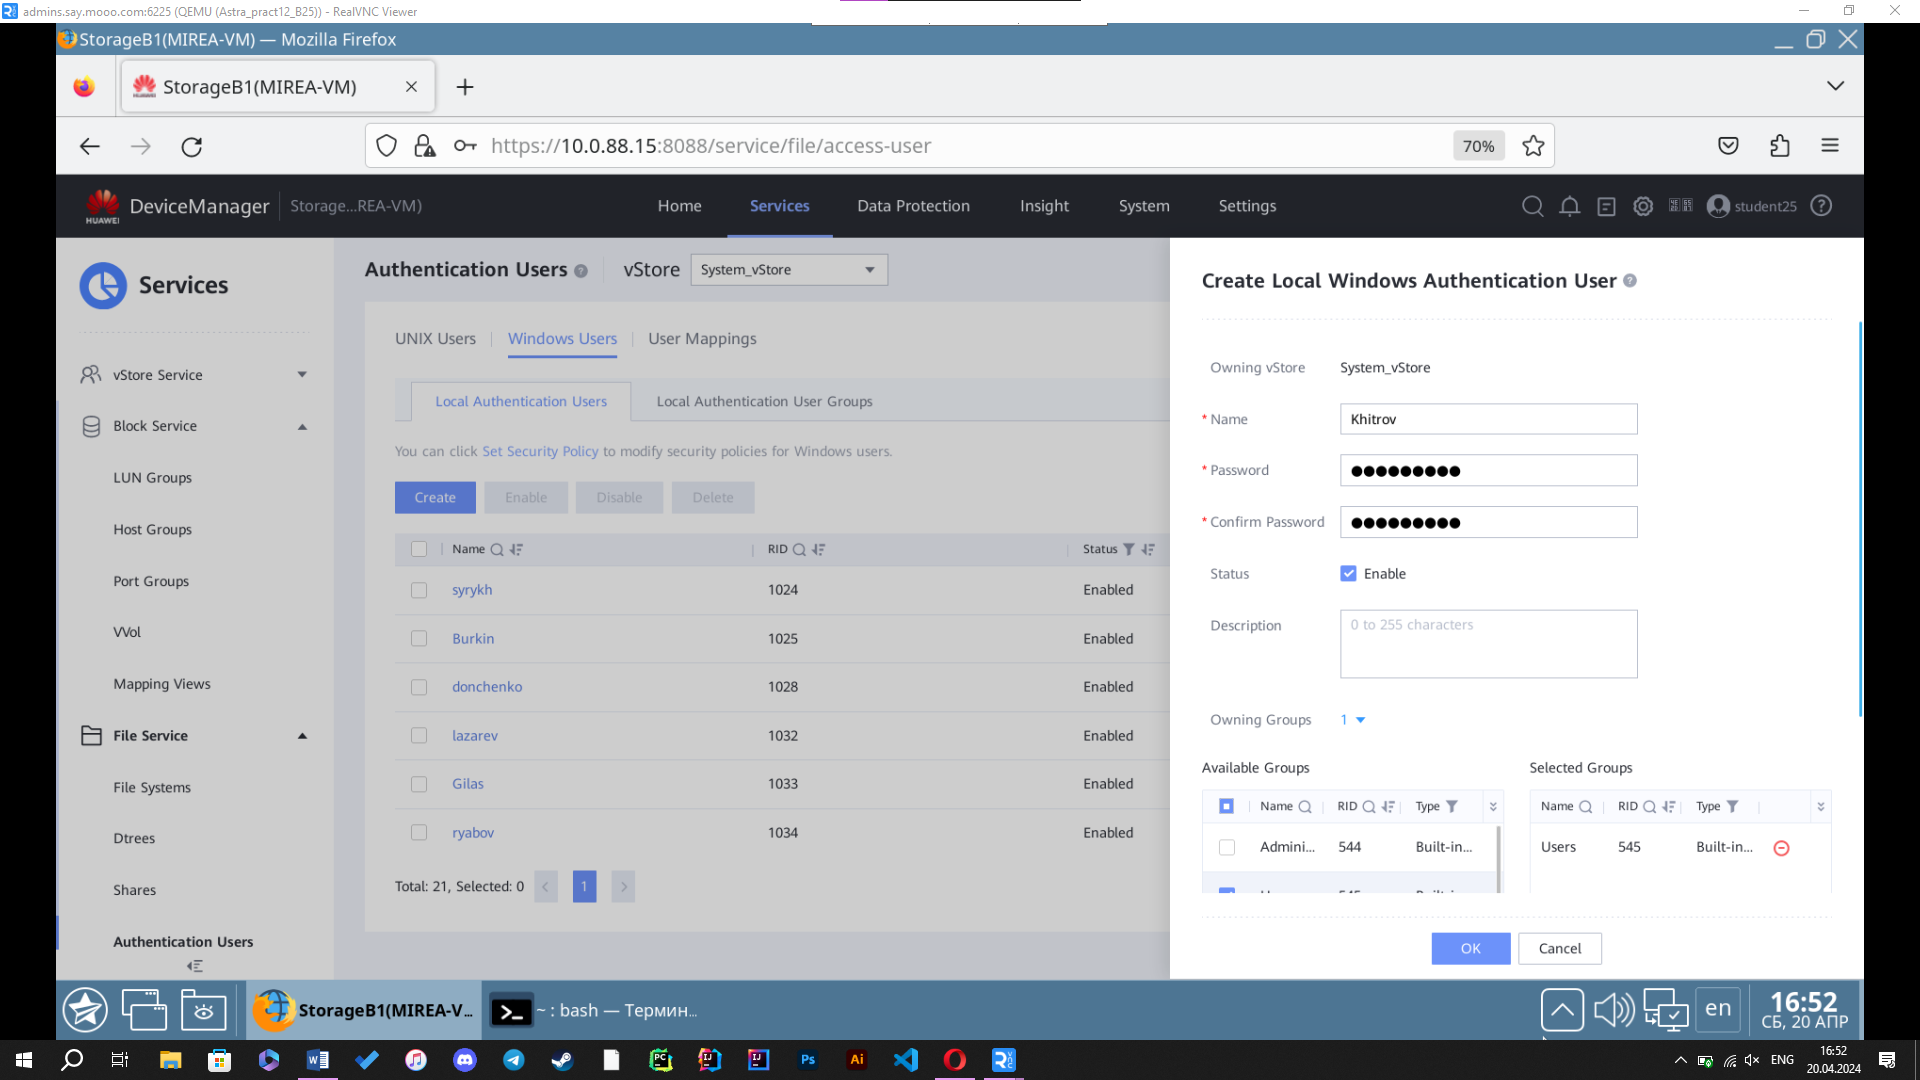 admins.say.mooo.com:6225 (QEMU (Astra_pract12_B25)) - RealVNC Viewer
StorageB1(MIREA-VM) — Mozilla Firefox
StorageB1(MIREA-VM)
https://10.0.88.15:8088/service/file/access-user
70%
HUAWEI
DeviceManager
Storage...REA-VM)
Home
Services
Data Protection
Insight
System
Settings
student25
Services
vStore Service
Block Service
LUN Groups
Host Groups
Port Groups
VVol
Mapping Views
File Service
File Systems
Dtrees
Shares
Authentication Users
Authentication Users
vStore
System_vStore
UNIX Users
Windows Users
User Mappings
Local Authentication Users
Local Authentication User Groups
You can click Set Security Policy to modify security policies for Windows users.
Create
Enable
Disable
Delete
Name
RID
Status
syrykh
1024
Enabled
Burkin
1025
Enabled
donchenko
1028
Enabled
lazarev
1032
Enabled
Gilas
1033
Enabled
ryabov
1034
Enabled
Total: 21, Selected: 0
1
Create Local Windows Authentication User
Owning vStore
System_vStore
* Name
Khitrov
* Password
●●●●●●●●●
* Confirm Password
●●●●●●●●●
Status
Enable
Description
0 to 255 characters
Owning Groups
1
Available Groups
Selected Groups
Name
RID
Type
Name
RID
Type
Admini...
544
Built-in...
Users
545
Built-in...
OK
Cancel
StorageB1(MIREA-V...
~ : bash — Термин...
en
16:52
СБ, 20 АПР
ENG
16:52
20.04.2024